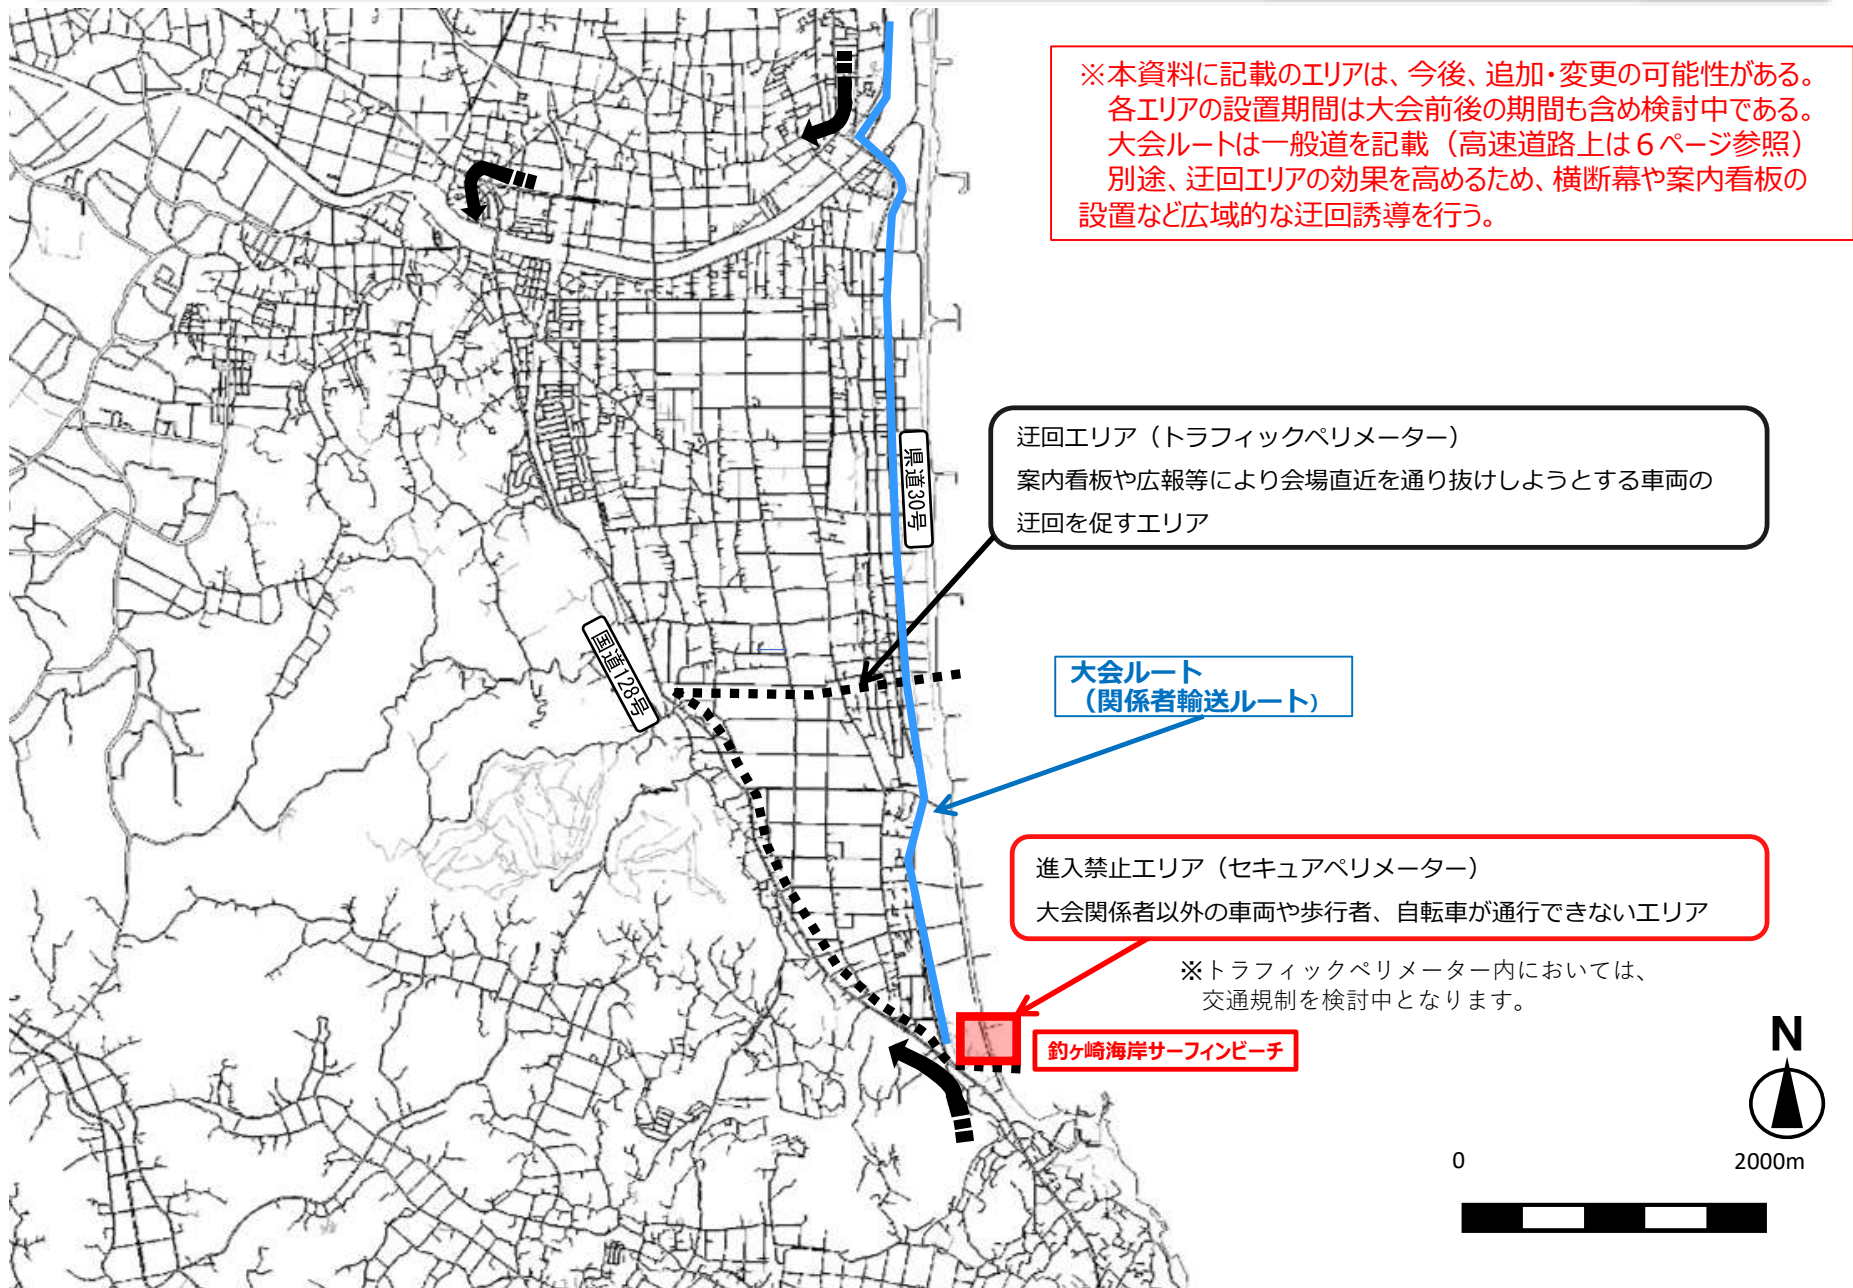 ※本資料に記載のエリアは、今後、追加・変更の可能性がある。
各エリアの設置期間は大会前後の期間も含め検討中である。
大会ルートは一般道を記載（高速道路上は６ページ参照）
別途、迂回エリアの効果を高めるため、横断幕や案内看板の
設置など広域的な迂回誘導を行う。
迂回エリア（トラフィックペリメーター）
案内看板や広報等により会場直近を通り抜けしようとする車両の
迂回を促すエリア
県道30号
国道128号
大会ルート
（関係者輸送ルート）
進入禁止エリア（セキュアペリメーター）
大会関係者以外の車両や歩行者、自転車が通行できないエリア
※トラフィックペリメーター内においては、
交通規制を検討中となります。
釣ヶ崎海岸サーフィンビーチ
N
0 2000m